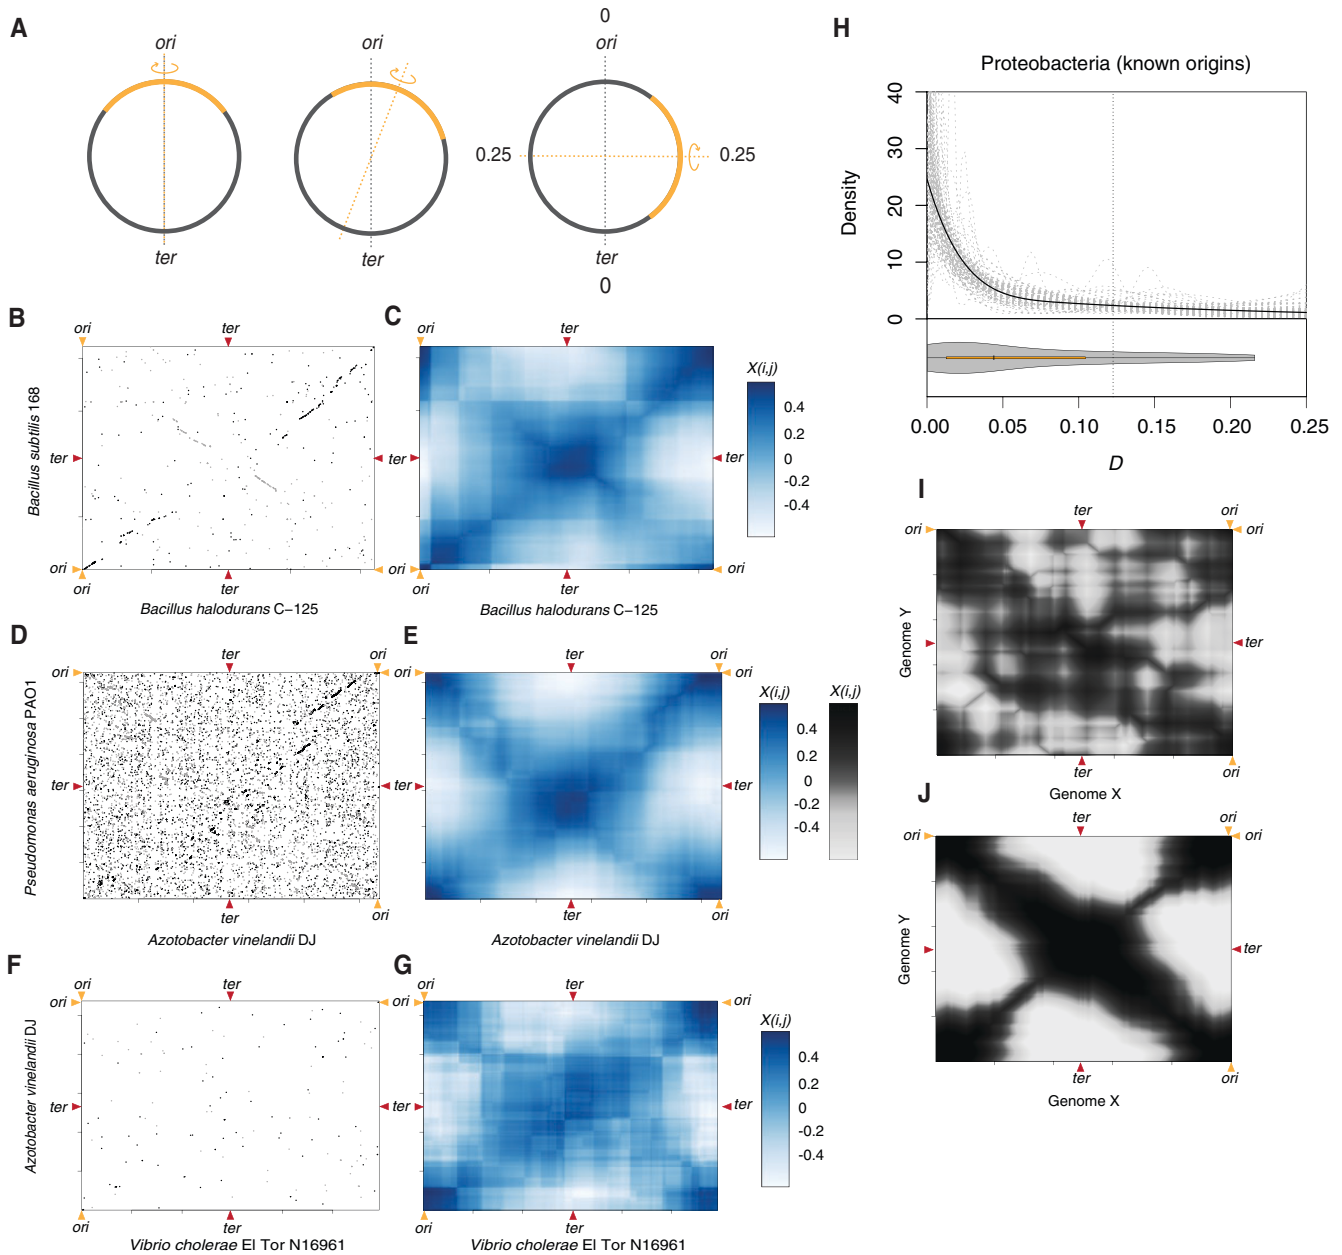 A
ori
ter
ori
ter
0
ori
0.25
0.25
ter
0
B
ori
ter
Bacillus subtilis 168
ter
ori
ori
ter
Bacillus halodurans C−125
C
ori
ter
ter
ori
ori
ter
Bacillus halodurans C−125
X(i,j)
0.4
0.2
0
-0.2
-0.4
D
ter
ori
ori
Pseudomonas aeruginosa PAO1
ter
ter
ori
Azotobacter vinelandii DJ
E
ter
ori
ori
ter
ter
ori
Azotobacter vinelandii DJ
X(i,j)
X(i,j)
0.4
0.2
0
-0.2
-0.4
F
ori
ter
ori
ori
Azotobacter vinelandii DJ
ter
ter
ori
ter
Vibrio cholerae El Tor N16961
G
ori
ter
ori
ter
ori
ter
Vibrio cholerae El Tor N16961
X(i,j)
0.4
0.2
0
-0.2
-0.4
H
Proteobacteria (known origins)
Density
40
30
20
10
0
0.00
0.05
0.10
0.15
0.20
0.25
D
I
ter
ori
ori
ori
Genome Y
ter
ter
ori
Genome X
J
ter
ori
ori
ori
Genome Y
ter
ter
ori
Genome X